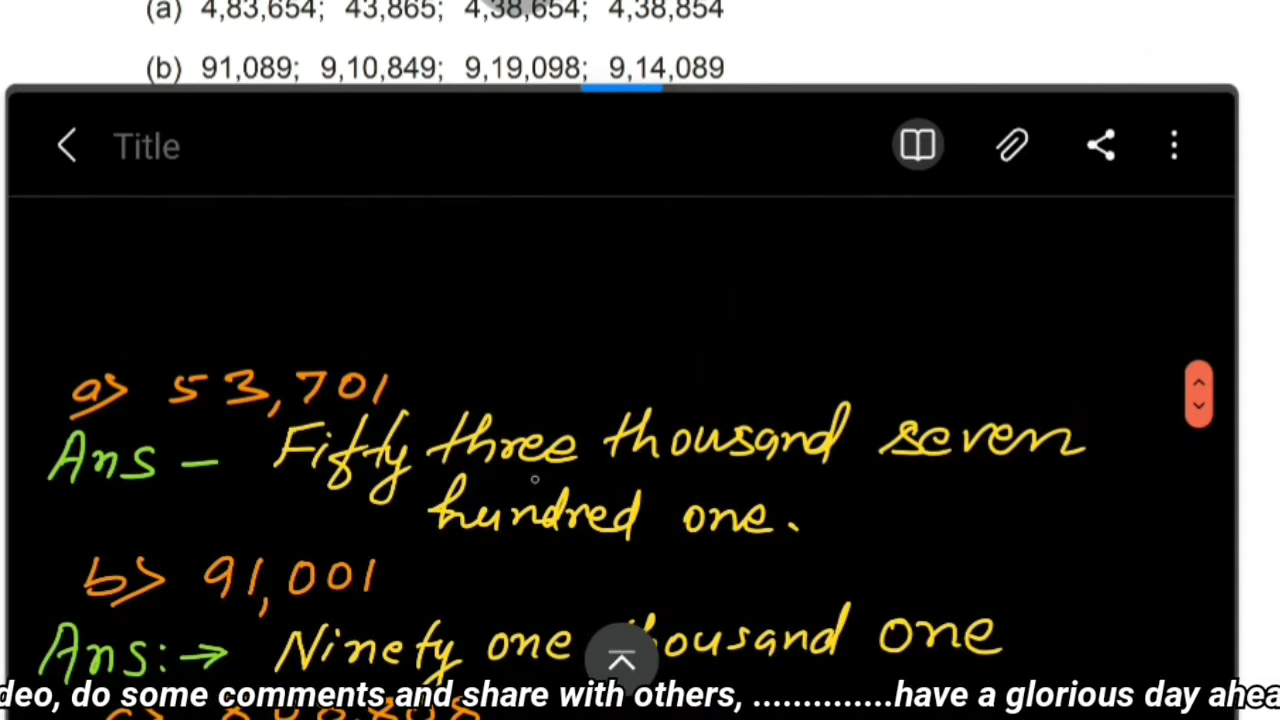 (a) 4,83,654; 43,865; 4,38,654; 4,38,854
(b) 91,089; 9,10,849; 9,19,098; 9,14,089
Title
a> 53,701
Ans - Fifty three thousand seven
hundred one.
b> 91,001
Ans:→ Ninety one thousand one
deo, do some comments and share with others, ..............have a glorious day ahea